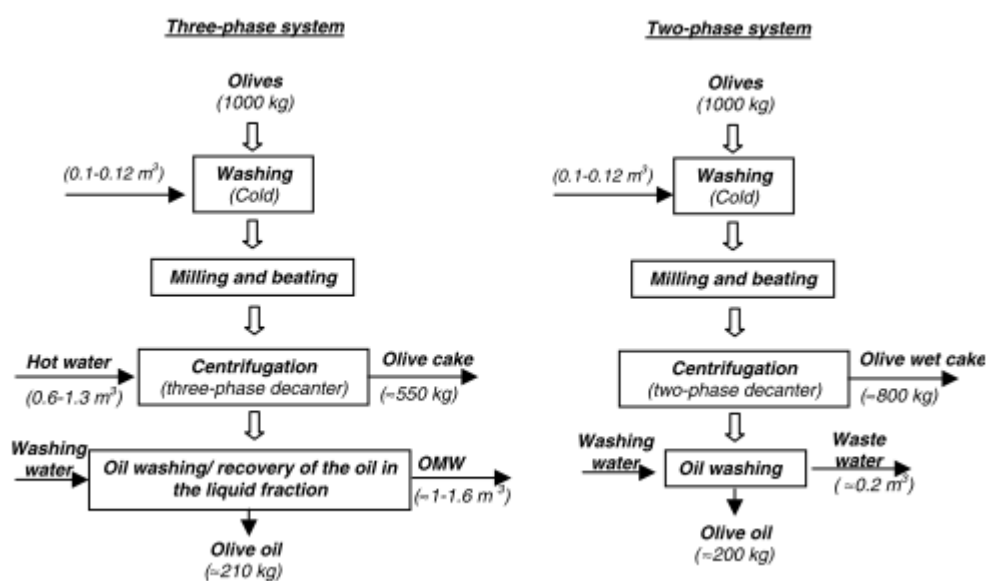 Three-phase system
Olives
(1000 kg)
(0.1-0.12 m³)
Washing
(Cold)
Milling and beating
Hot water
(0.6-1.3 m³)
Centrifugation
(three-phase decanter)
Olive cake
(≈550 kg)
Washing
water
Oil washing/ recovery of the oil in
the liquid fraction
OMW
(≈1-1.6 m³)
Olive oil
(≈210 kg)
Two-phase system
Olives
(1000 kg)
(0.1-0.12 m³)
Washing
(Cold)
Milling and beating
Centrifugation
(two-phase decanter)
Olive wet cake
(≈800 kg)
Washing
water
Oil washing
Waste
water
(≈0.2 m³)
Olive oil
(≈200 kg)